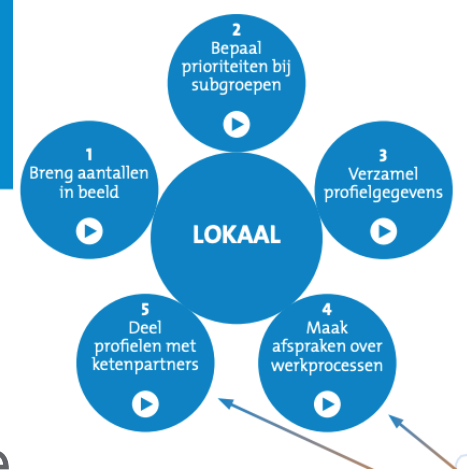 2
Bepaal
prioriteiten bij
subgroepen
1
Breng aantallen
in beeld
3
Verzamel
profielgegevens
LOKAAL
5
Deel
profielen met
ketenpartners
4
Maak
afspraken over
werkprocessen
e